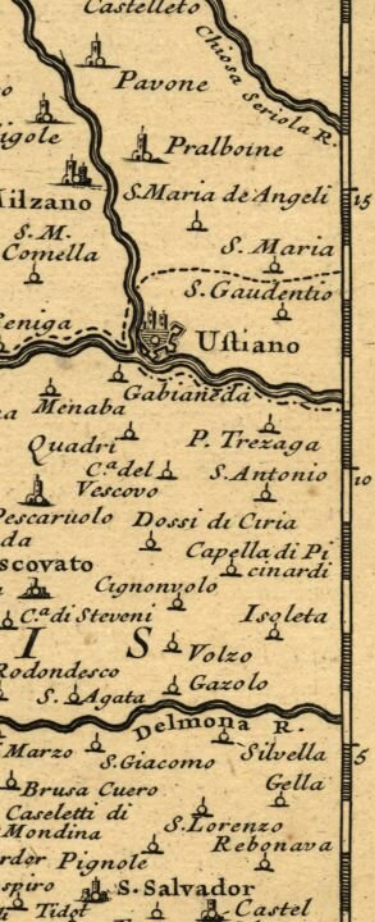 Castelleto
Chiosa Seriola R.
Pavone
igole
Pralboine
S.Maria de Angeli
15
ilzano
S. M.
Comella
S. Maria
S. Gaudentio
eniga
Uſtiano
Gabianeda
Menaba
Quadri
P. Trezaga
C.ª del
Vescovo
S. Antonio
10
Pescaruolo
Dossi di Ciria
da
scovato
Capella di Pi
cinardi
Cignonvolo
C.ª di Steveni
Isoleta
I S
Volzo
Rodondesco
Gazolo
S. Agata
Delmona R.
Marzo
S. Giacomo
Silvella
5
Brusa Cuero
Gella
Caseletti di
Mondina
S. Lorenzo
Rebonava
Pignole
spiro
S. Salvador
Tidol
Castel